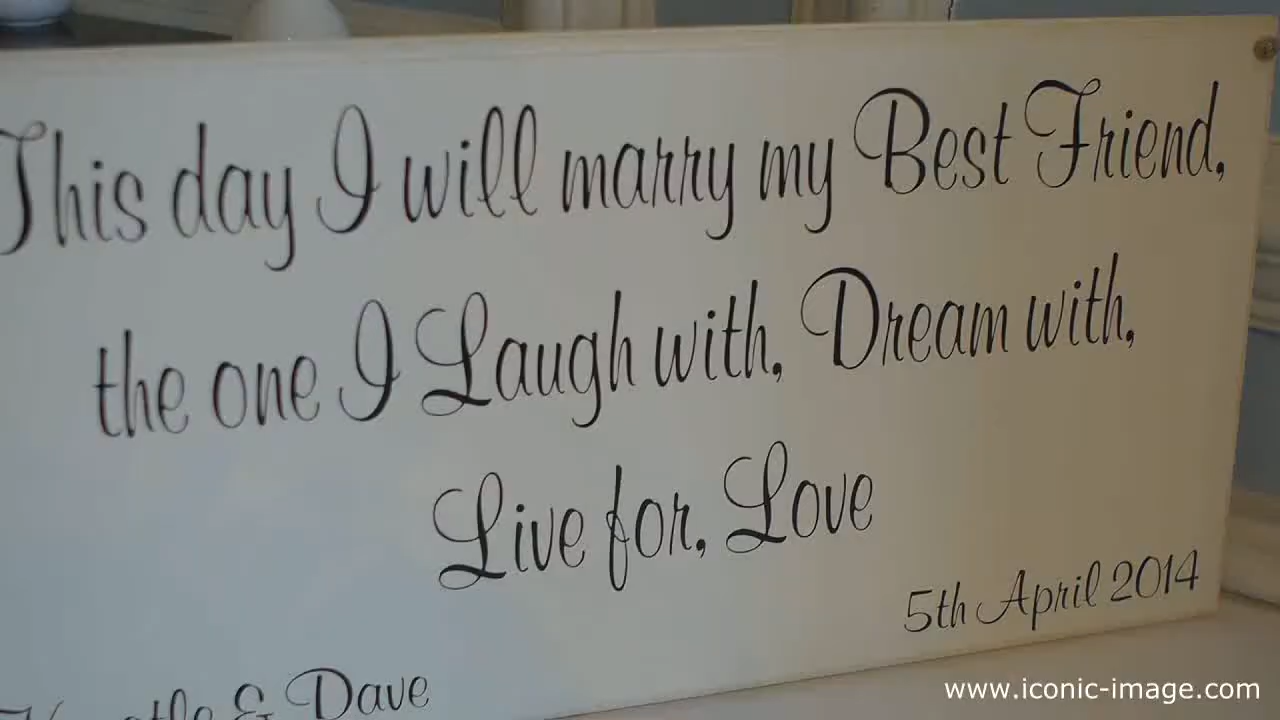 This day I will marry my Best Friend,
the one I Laugh with, Dream with,
Live for, Love
5th April 2014
& Dave
www.iconic-image.com